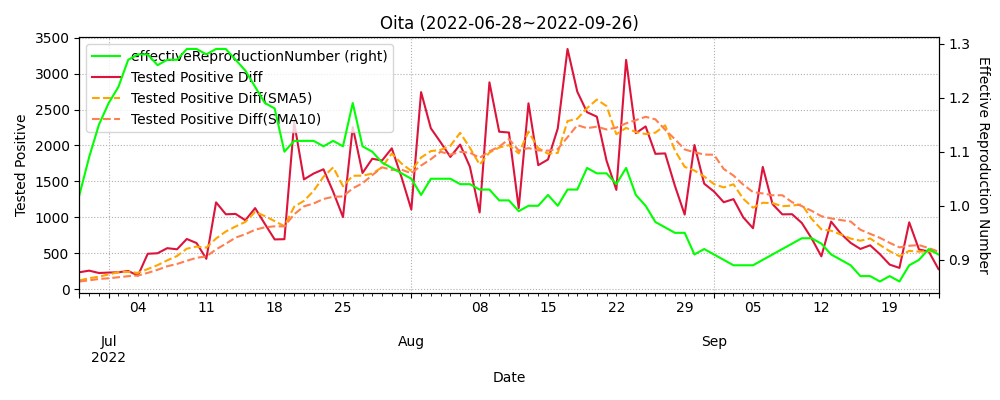 Oita (2022-06-28~2022-09-26)
effectiveReproductionNumber (right)
Tested Positive Diff
Tested Positive Diff(SMA5)
Tested Positive Diff(SMA10)
Tested Positive
3500
3000
2500
2000
1500
1000
500
0
Effective Reproduction Number
1.3
1.2
1.1
1.0
0.9
04 11 18 25 08 15 22 29 05 12 19
Jul Aug Sep
2022
Date